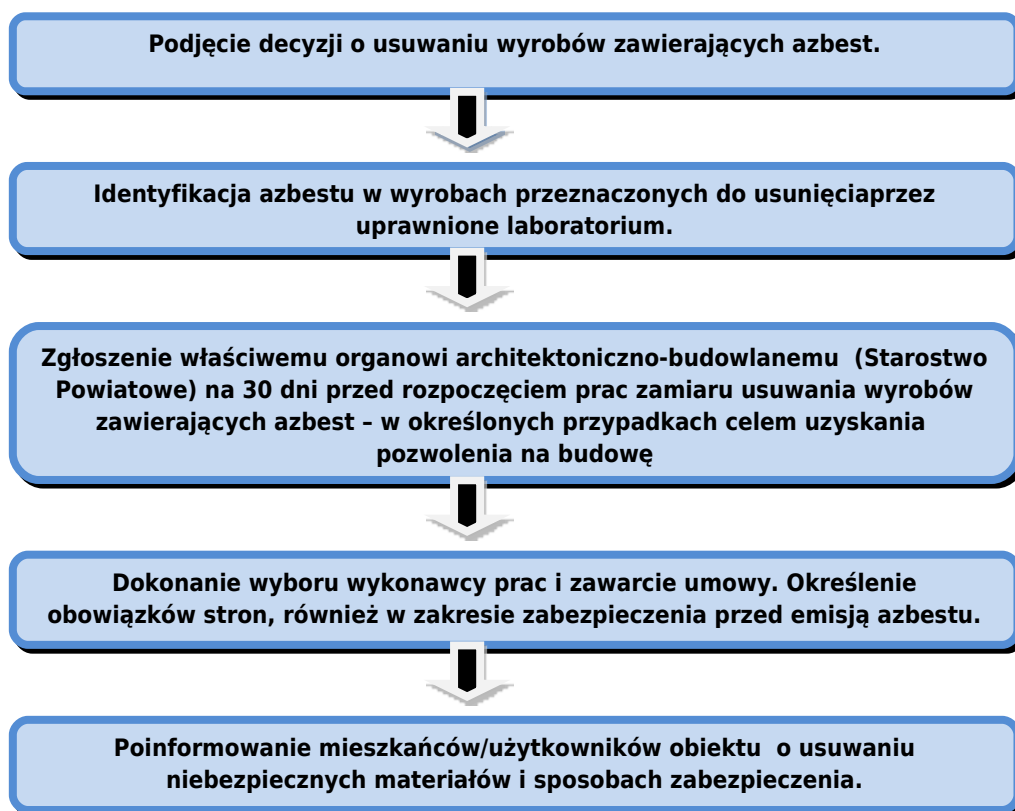 Podjęcie decyzji o usuwaniu wyrobów zawierających azbest.
Identyfikacja azbestu w wyrobach przeznaczonych do usunięciaprzez
uprawnione laboratorium.
Zgłoszenie właściwemu organowi architektoniczno-budowlanemu (Starostwo
Powiatowe) na 30 dni przed rozpoczęciem prac zamiaru usuwania wyrobów
zawierających azbest – w określonych przypadkach celem uzyskania
pozwolenia na budowę
Dokonanie wyboru wykonawcy prac i zawarcie umowy. Określenie
obowiązków stron, również w zakresie zabezpieczenia przed emisją azbestu.
Poinformowanie mieszkańców/użytkowników obiektu o usuwaniu
niebezpiecznych materiałów i sposobach zabezpieczenia.